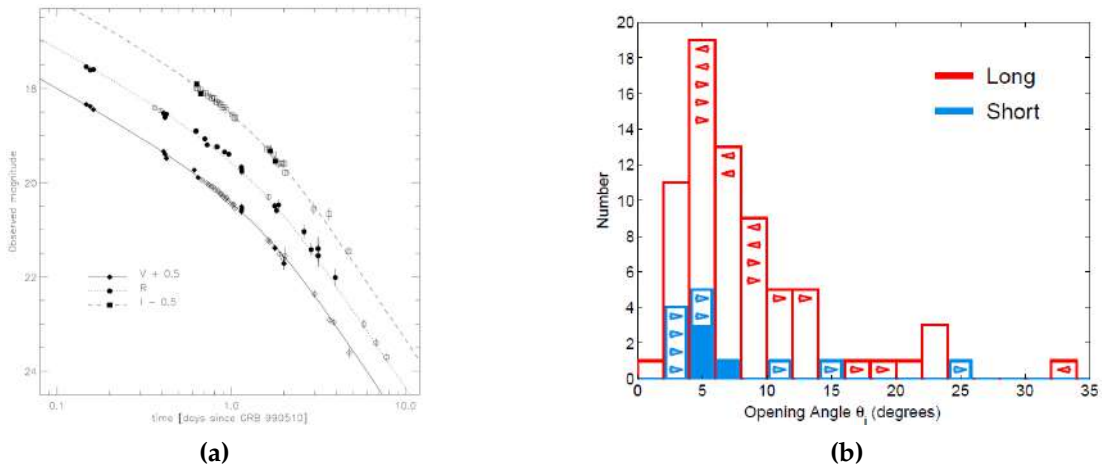 18
20
22
24
Observed magnitude
V + 0.5
R
I − 0.5
0.1
1.0
10.0
time [days since GRB 990510]
(a)
20
18
16
14
12
10
8
6
4
2
0
Number
Long
Short
0
5
10
15
20
25
30
35
Opening Angle θj (degrees)
(b)